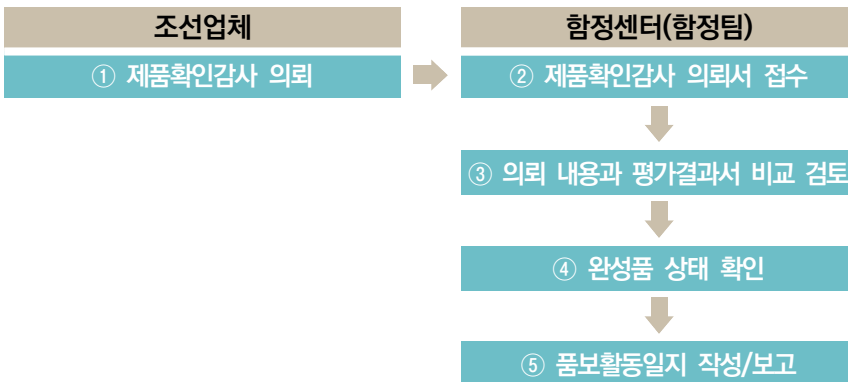 조선업체
함정센터(함정팀)
① 제품확인감사 의뢰
② 제품확인감사 의뢰서 접수
③ 의뢰 내용과 평가결과서 비교 검토
④ 완성품 상태 확인
⑤ 품보활동일지 작성/보고